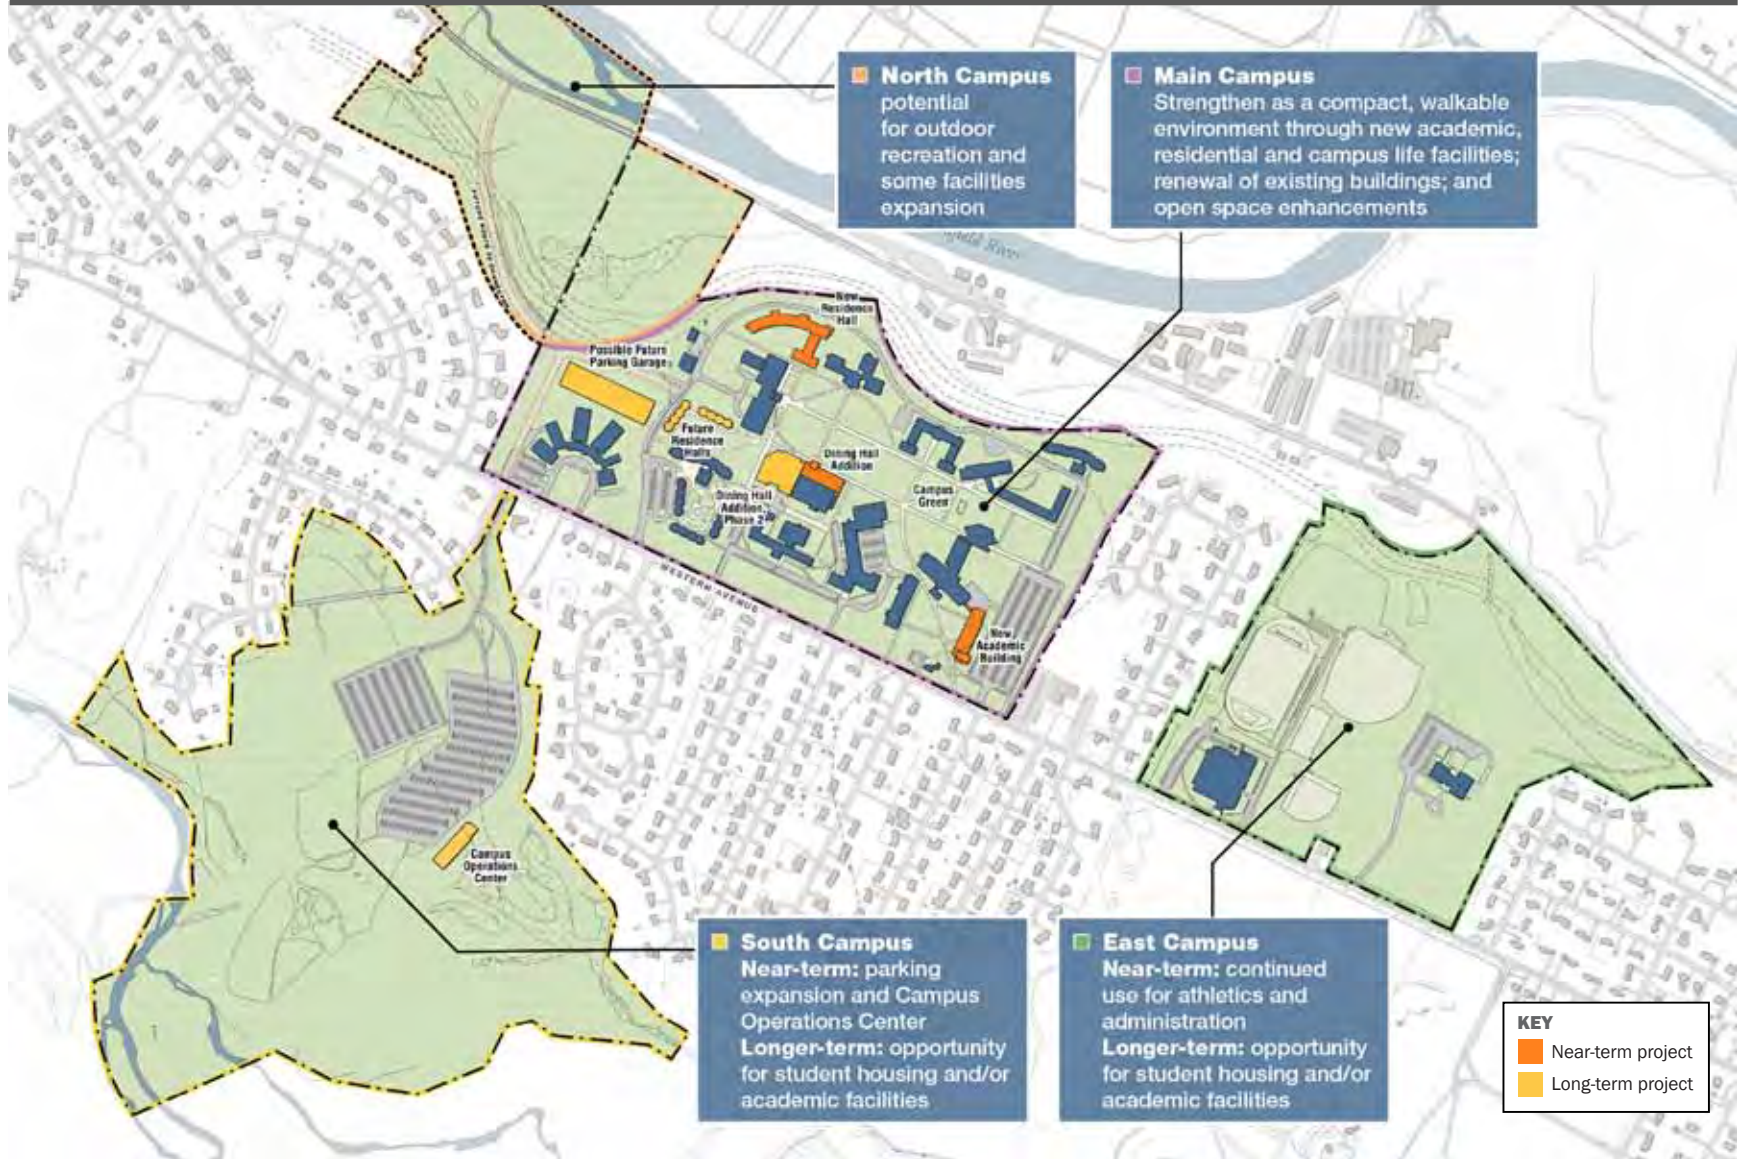 North Campus
potential
for outdoor
recreation and
some facilities
expansion
Main Campus
Strengthen as a compact, walkable
environment through new academic,
residential and campus life facilities;
renewal of existing buildings; and
open space enhancements
River
New
Residence
Hall
Possible Future
Parking Garage
Future
Residence
Halls
Dining Hall
Addition
Dining Hall
Addition
Phase 2
Campus
Green
WESTERN AVENUE
New
Academic
Building
Campus
Operations
Center
South Campus
Near-term: parking
expansion and Campus
Operations Center
Longer-term: opportunity
for student housing and/or
academic facilities
East Campus
Near-term: continued
use for athletics and
administration
Longer-term: opportunity
for student housing and/or
academic facilities
KEY
Near-term project
Long-term project